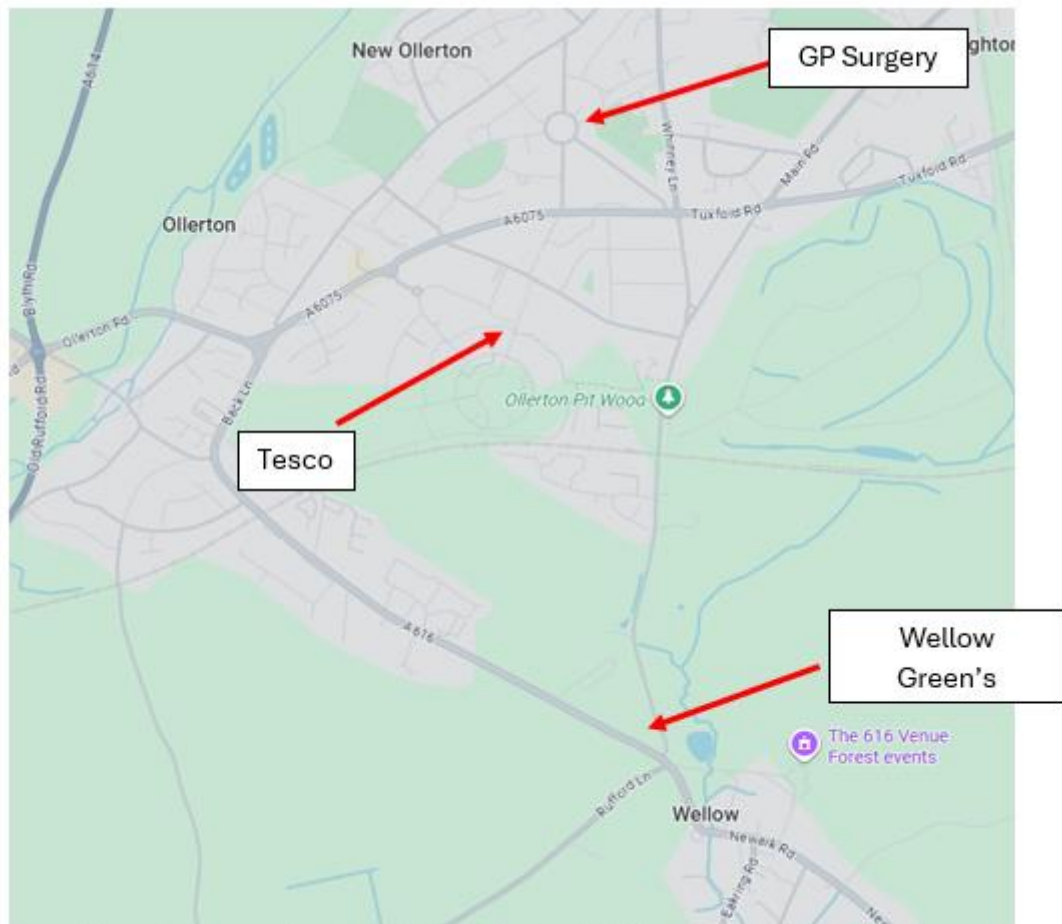 A614
New Ollerton
GP Surgery
ghton
Whinney Ln
Main Rd
Tuxford Rd
Tuxford Rd
A6075
Ollerton
Blyth Rd
Ollerton Rd
A6075
Back Ln
Old Rufford Rd
Ollerton Pit Wood
Tesco
A616
Wellow
Green’s
The 616 Venue
Forest events
Rufford Ln
Wellow
Newark Rd
Eakring Rd